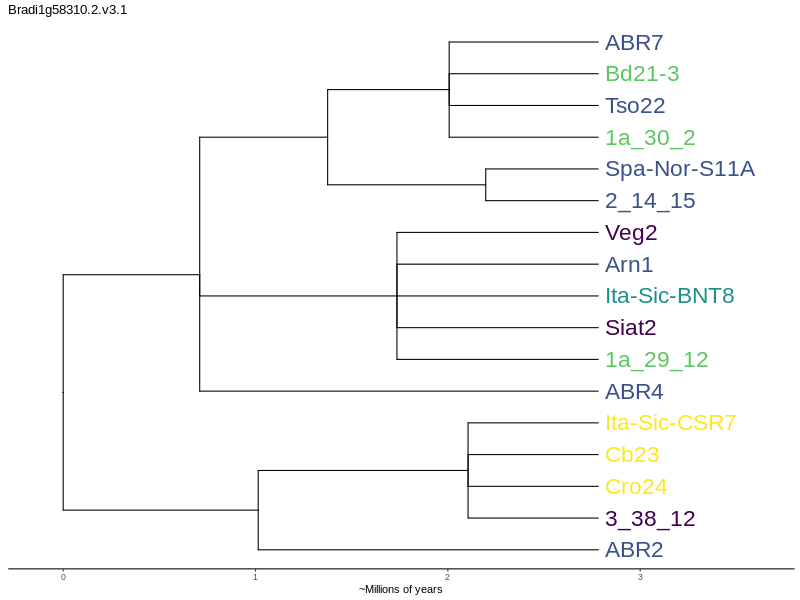 Bradi1g58310.2.v3.1
ABR7
Bd21-3
Tso22
1a_30_2
Spa-Nor-S11A
2_14_15
Veg2
Arn1
Ita-Sic-BNT8
Siat2
1a_29_12
ABR4
Ita-Sic-CSR7
Cb23
Cro24
3_38_12
ABR2
0 1 2 3
~Millions of years